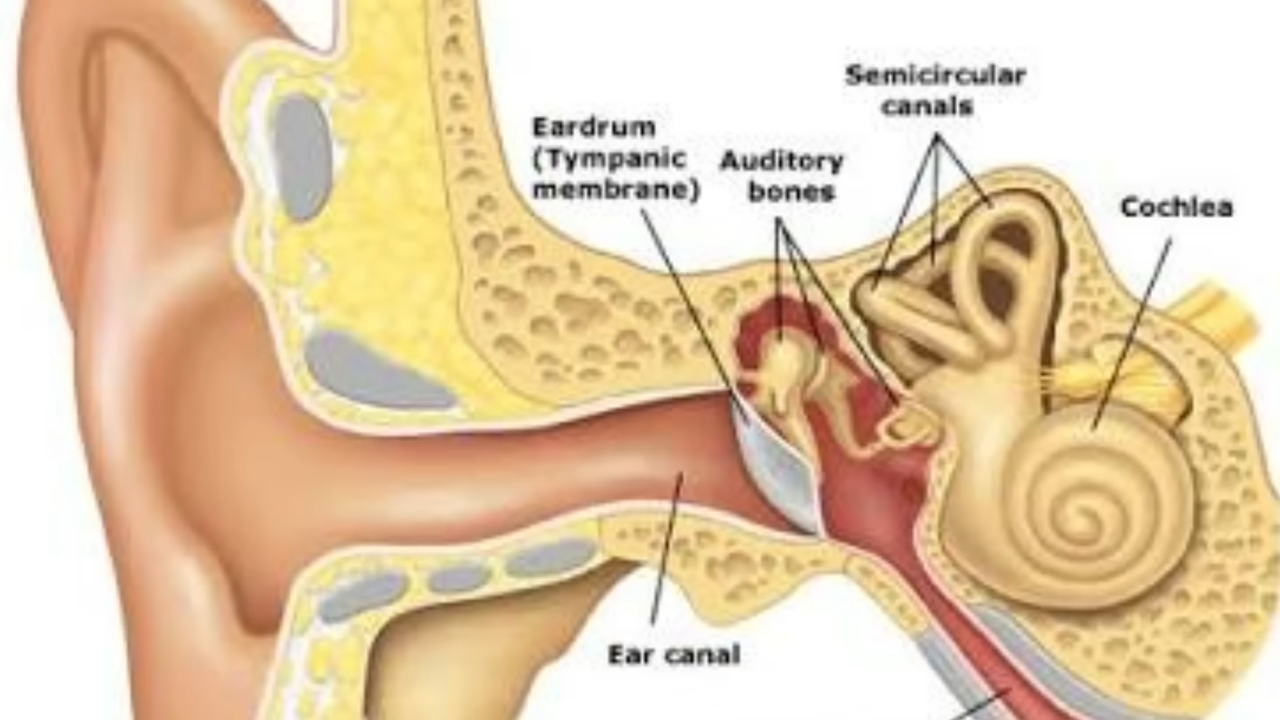 Semicircular
canals
Eardrum
(Tympanic
membrane)
Auditory
bones
Cochlea
Ear canal